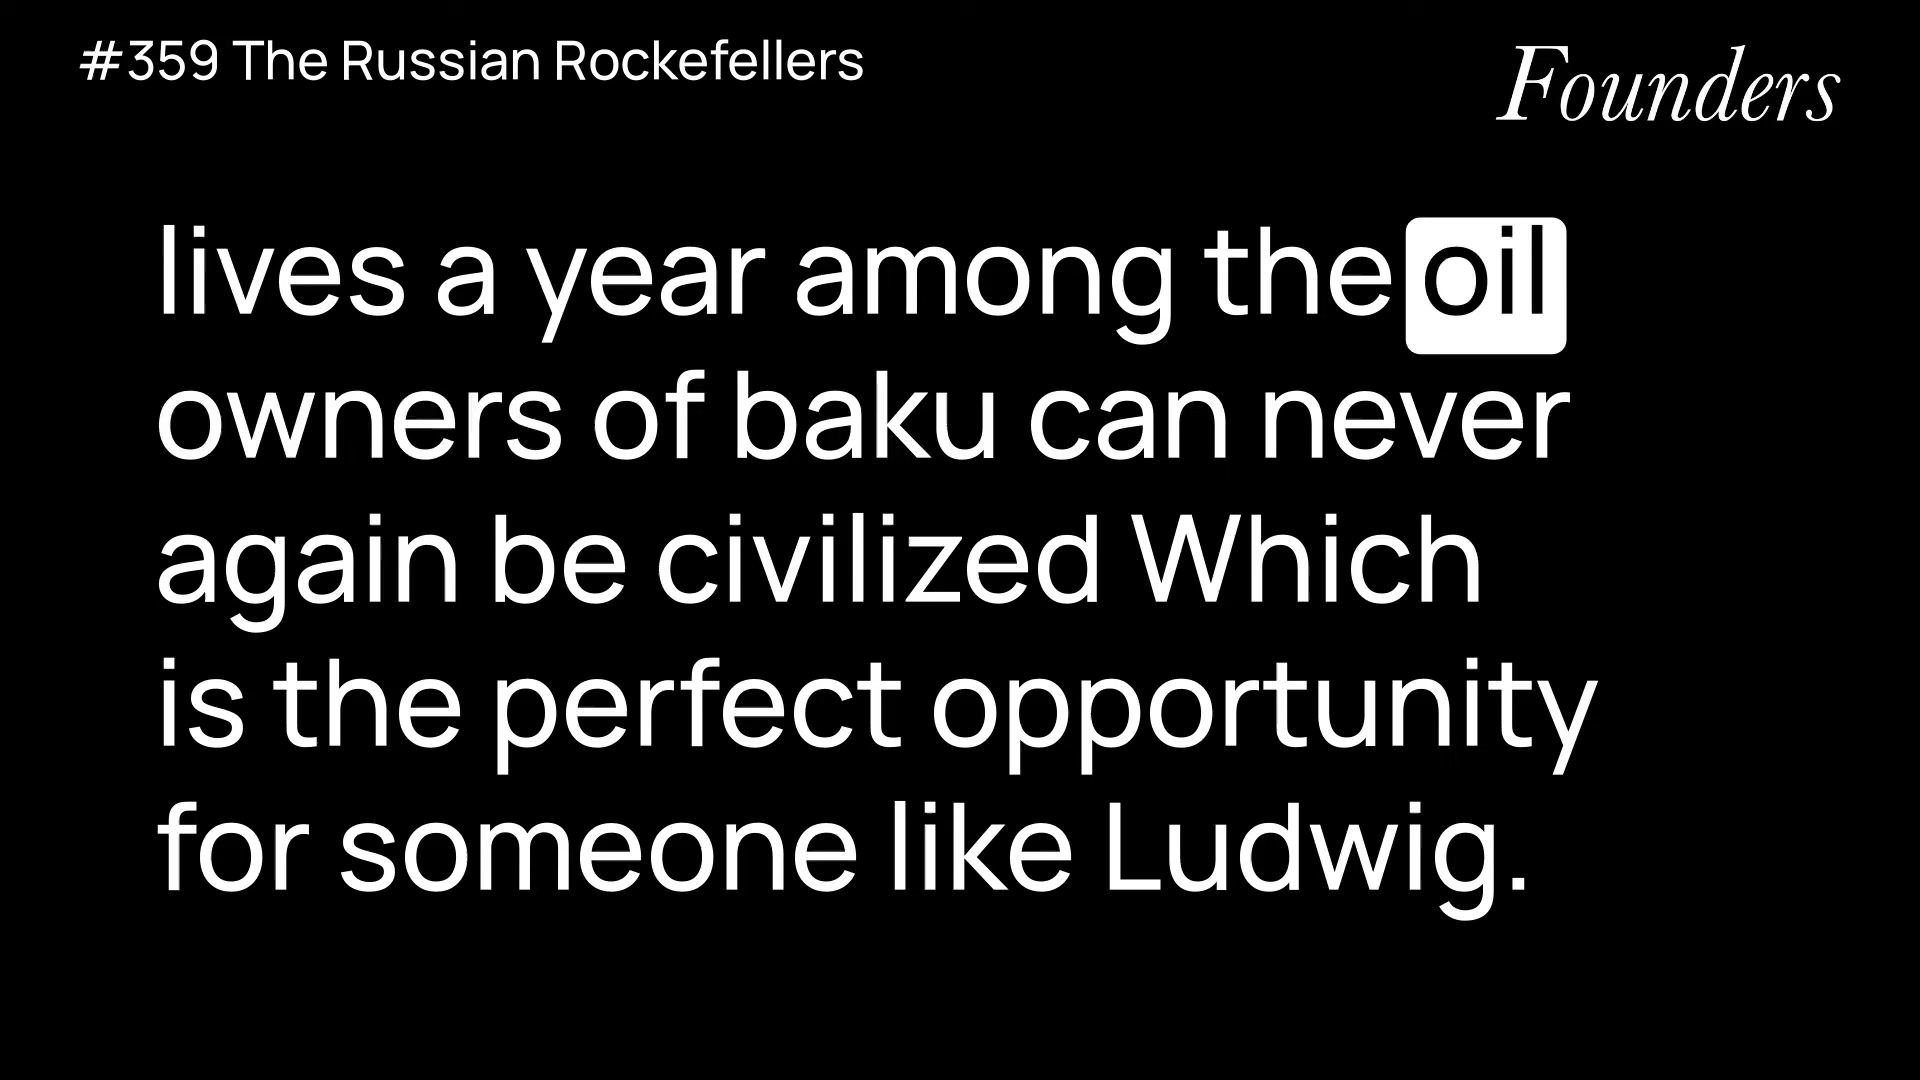 #359 The Russian Rockefellers
Founders
lives a year among the oil
owners of baku can never
again be civilized Which
is the perfect opportunity
for someone like Ludwig.